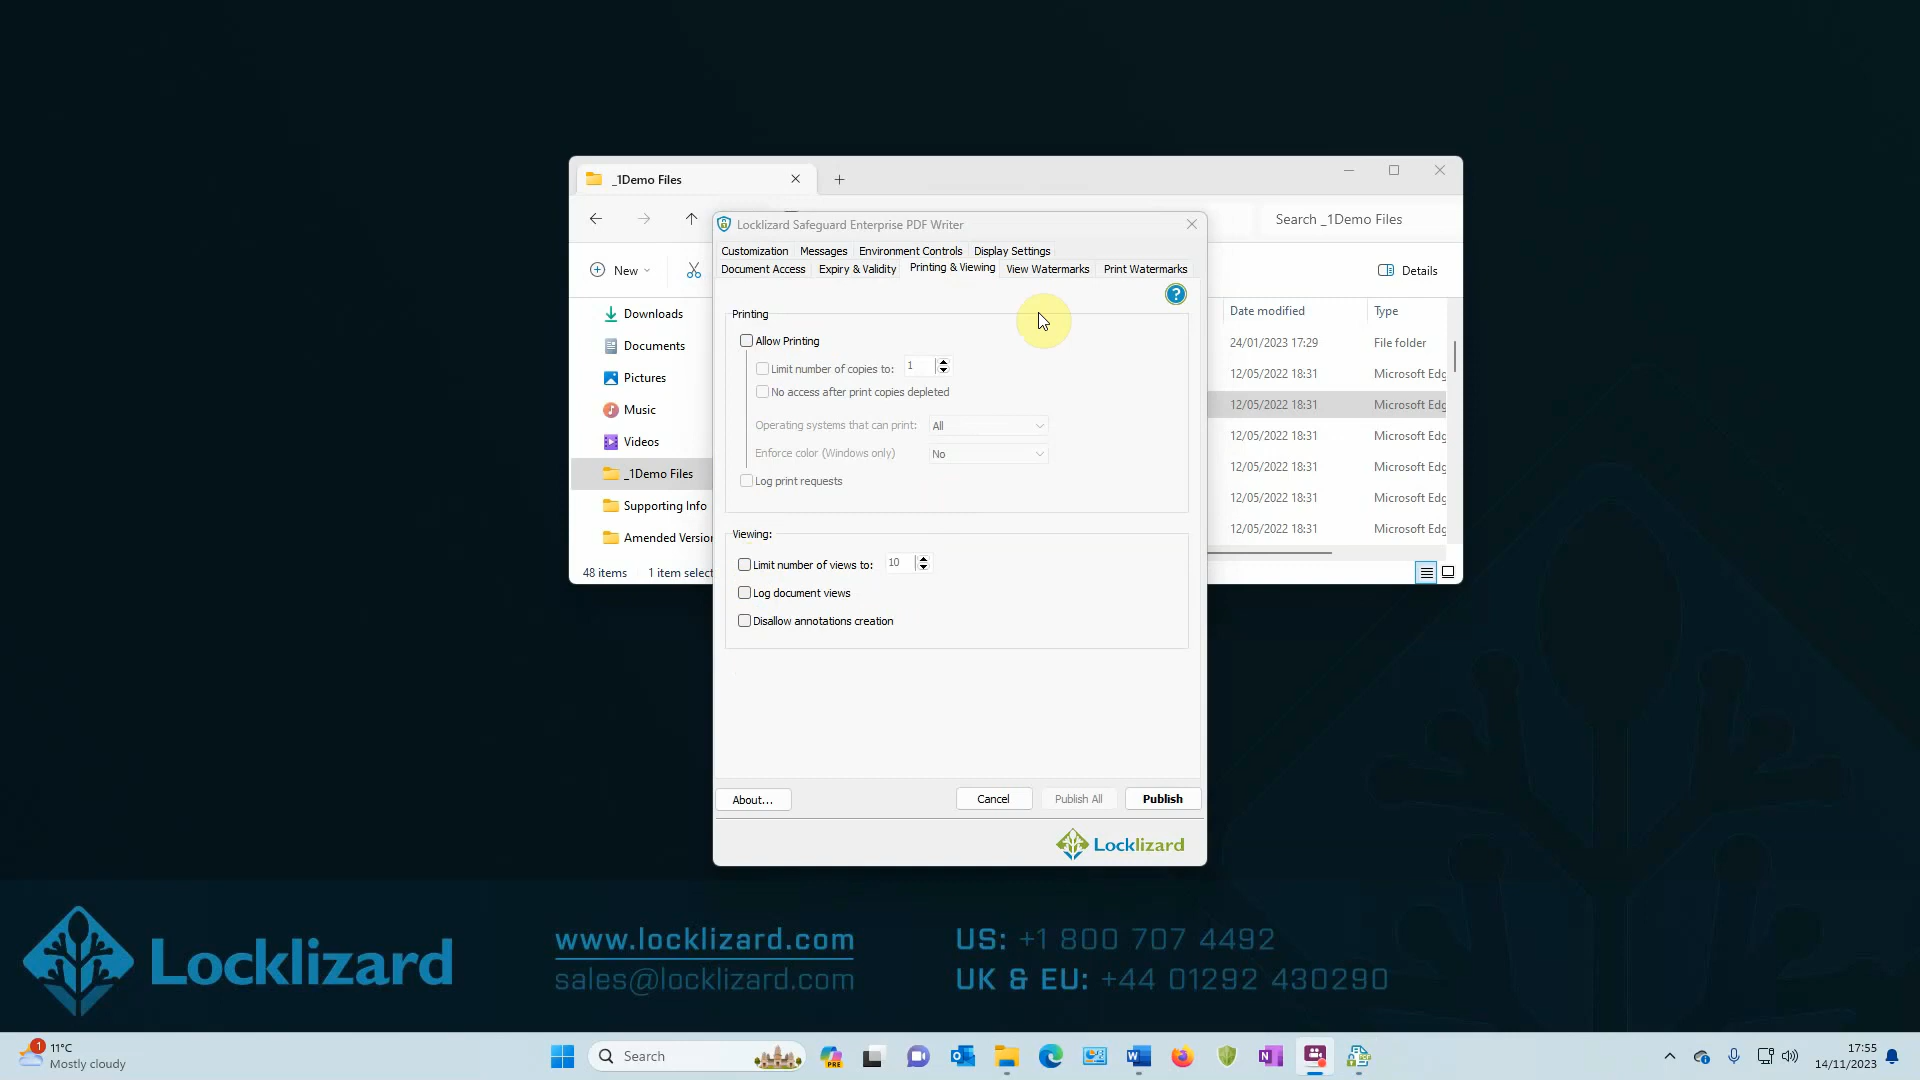 _1Demo Files
Search _1Demo Files
New
Details
Downloads
Documents
Pictures
Music
Videos
_1Demo Files
Supporting Info
Amended Version
48 items
1 item select
Date modified
Type
24/01/2023 17:29
File folder
12/05/2022 18:31
Microsoft Edg
12/05/2022 18:31
Microsoft Edg
12/05/2022 18:31
Microsoft Edg
12/05/2022 18:31
Microsoft Edg
12/05/2022 18:31
Microsoft Edg
12/05/2022 18:31
Microsoft Edg
Locklizard Safeguard Enterprise PDF Writer
Customization Messages Environment Controls Display Settings
Document Access Expiry & Validity Printing & Viewing View Watermarks Print Watermarks
?
Printing
Allow Printing
Limit number of copies to: 1
No access after print copies depleted
Operating systems that can print: All
Enforce color (Windows only) No
Log print requests
Viewing:
Limit number of views to: 10
Log document views
Disallow annotations creation
About...
Cancel
Publish All
Publish
Locklizard
Locklizard
www.locklizard.com
sales@locklizard.com
US: +1 800 707 4492
UK & EU: +44 01292 430290
1
11°C
Mostly cloudy
Search
PRE
17:55
14/11/2023